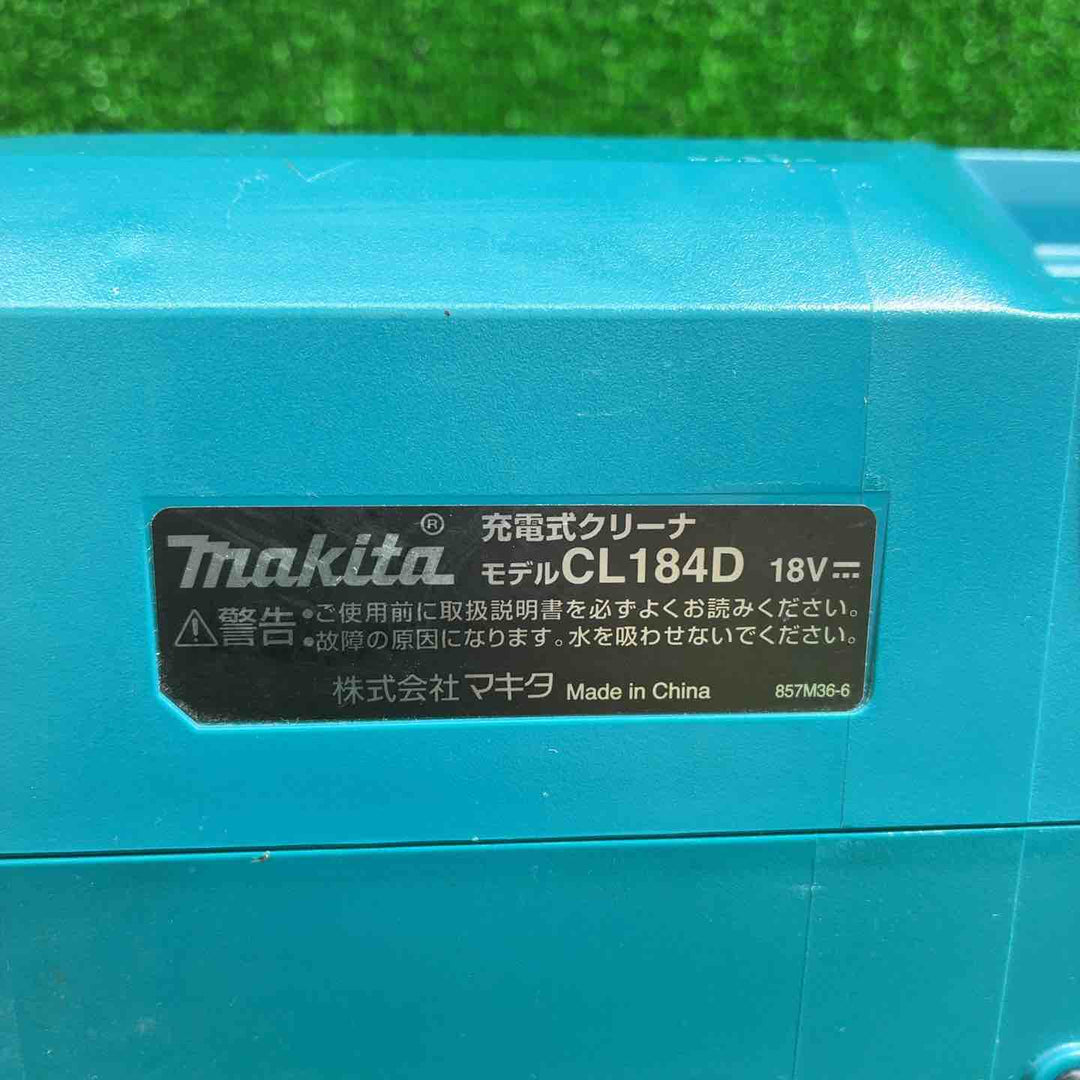 makita®
充電式クリーナ
モデルCL184D 18V
警告
•ご使用前に取扱説明書を必ずよくお読みください。
•故障の原因になります。水を吸わせないでください。
株式会社マキタ Made in China 857M36-6